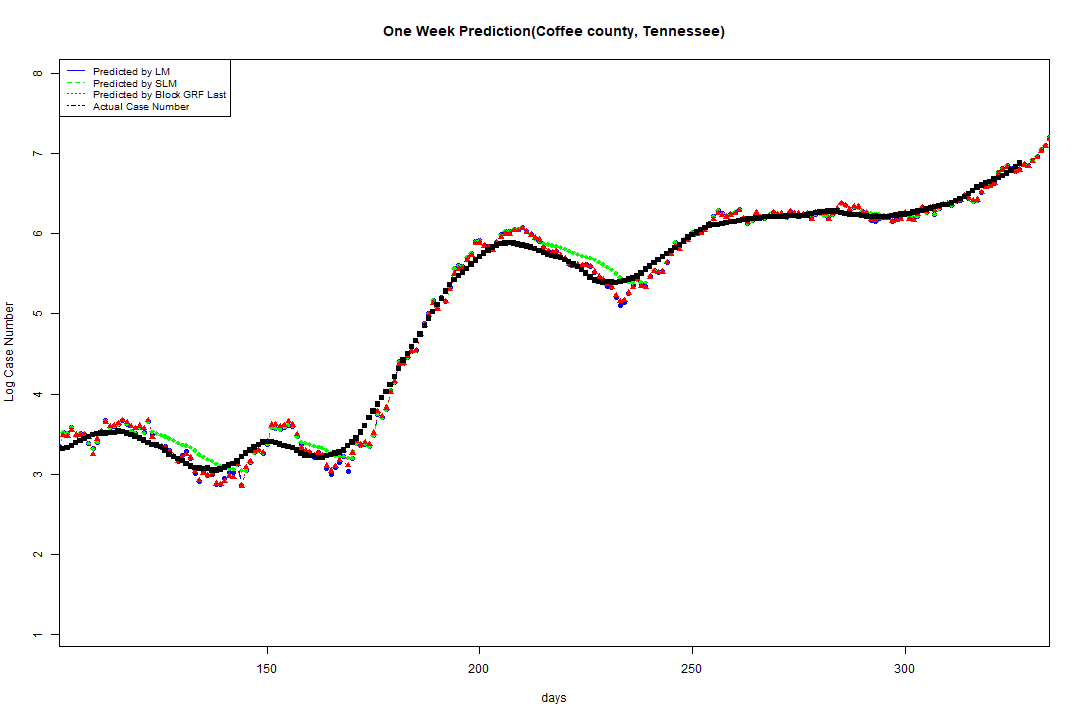 One Week Prediction(Coffee county, Tennessee)
Predicted by LM
Predicted by SLM
Predicted by Block GRF Last
Actual Case Number
8
7
6
5
4
3
2
1
Log Case Number
150
200
250
300
days